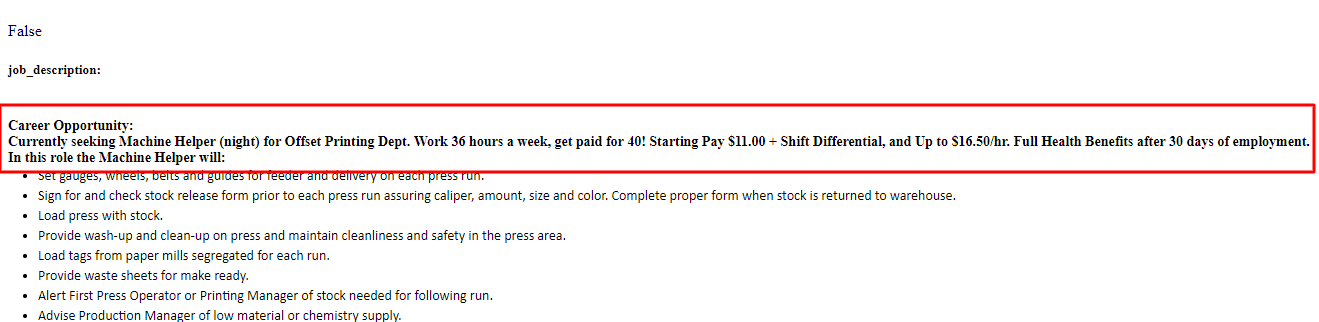 False
job_description:
Career Opportunity:
Currently seeking Machine Helper (night) for Offset Printing Dept. Work 36 hours a week, get paid for 40! Starting Pay $11.00 + Shift Differential, and Up to $16.50/hr. Full Health Benefits after 30 days of employment.
In this role the Machine Helper will:
• Set gauges, wheels, belts and guides for feeder and delivery on each press run.
• Sign for and check stock release form prior to each press run assuring caliper, amount, size and color. Complete proper form when stock is returned to warehouse.
• Load press with stock.
• Provide wash-up and clean-up on press and maintain cleanliness and safety in the press area.
• Load tags from paper mills segregated for each run.
• Provide waste sheets for make ready.
• Alert First Press Operator or Printing Manager of stock needed for following run.
• Advise Production Manager of low material or chemistry supply.